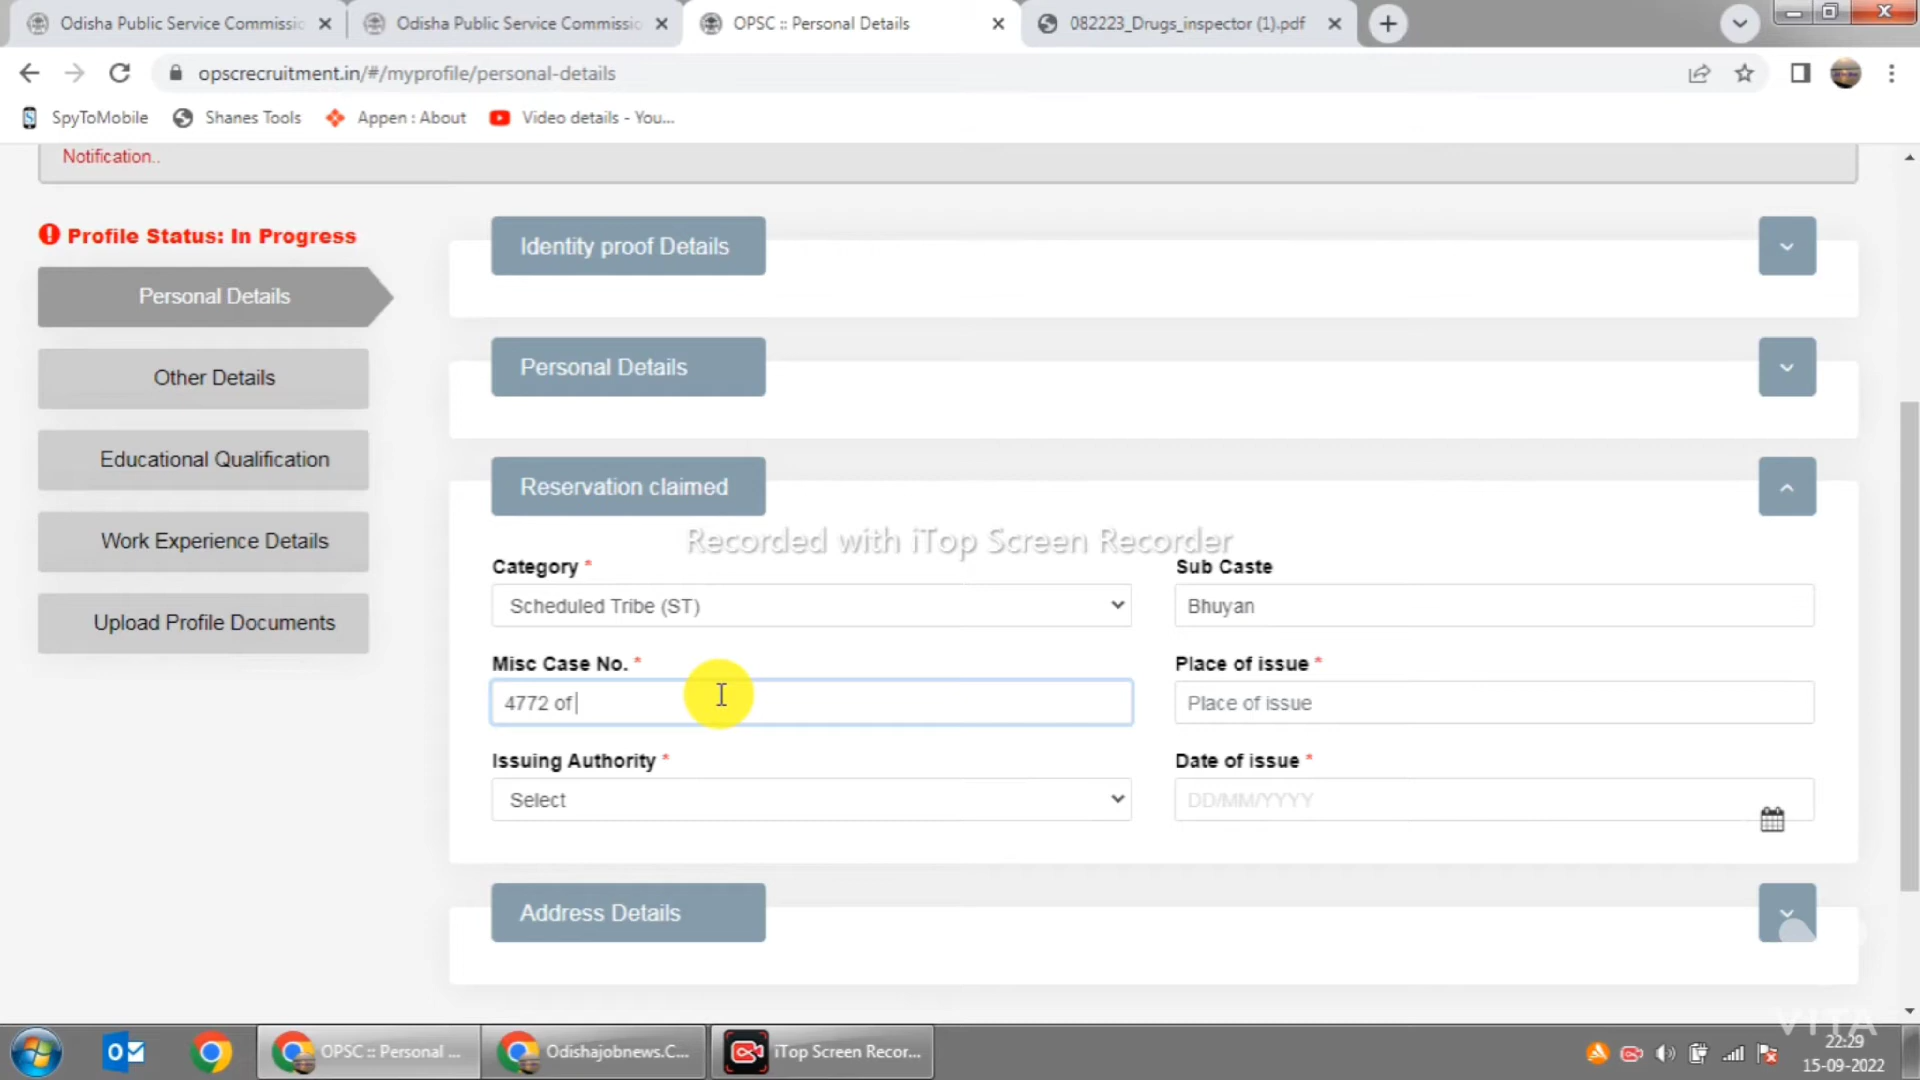 Odisha Public Service Commissic
Odisha Public Service Commissio
OPSC :: Personal Details
082223_Drugs_inspector (1).pdf
opscrecruitment.in/#/myprofile/personal-details
SpyToMobile
Shanes Tools
Appen : About
Video details - You...
Notification..
Profile Status: In Progress
Personal Details
Other Details
Educational Qualification
Work Experience Details
Upload Profile Documents
Identity proof Details
Personal Details
Reservation claimed
Recorded with iTop Screen Recorder
Category *
Sub Caste
Scheduled Tribe (ST)
Bhuyan
Misc Case No. *
Place of issue *
4772 of
Place of issue
Issuing Authority *
Date of issue *
Select
DD/MM/YYYY
Address Details
VITA
OPSC :: Personal ...
Odishajobnews.C...
iTop Screen Recor...
22:29
15-09-2022